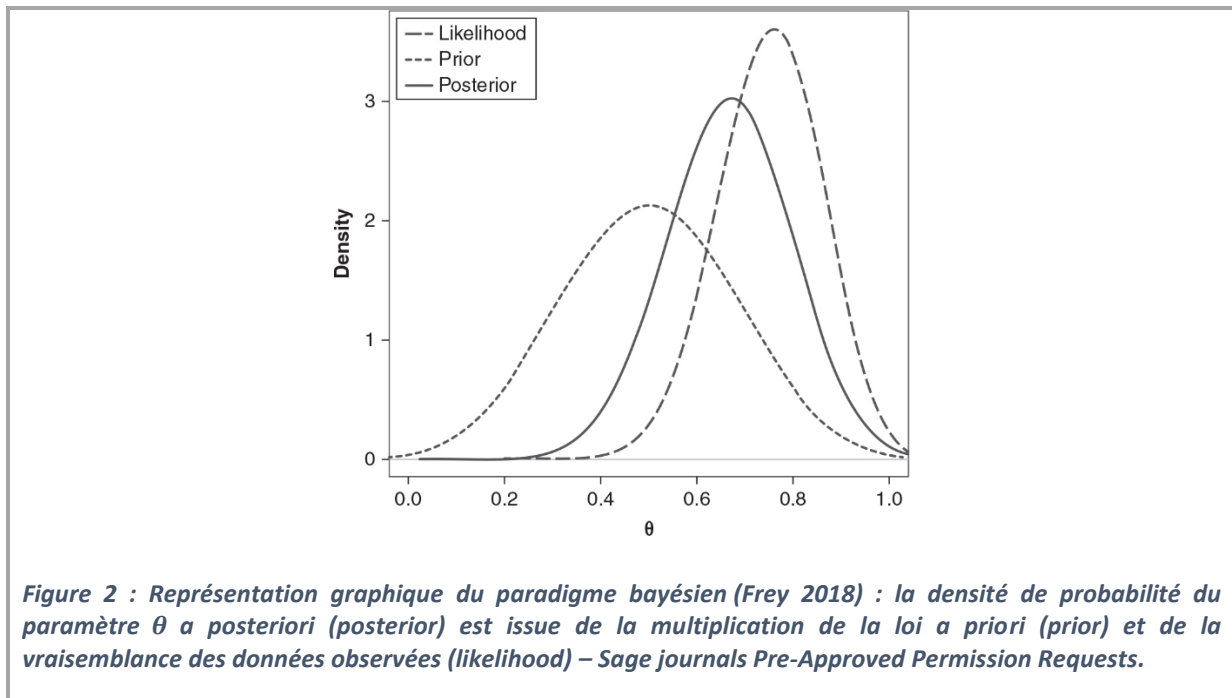 Likelihood
Prior
Posterior
3
2
1
0
Density
0.0 0.2 0.4 0.6 0.8 1.0
θ
Figure 2 : Représentation graphique du paradigme bayésien (Frey 2018) : la densité de probabilité du
paramètre θ a posteriori (posterior) est issue de la multiplication de la loi a priori (prior) et de la
vraisemblance des données observées (likelihood) – Sage journals Pre-Approved Permission Requests.